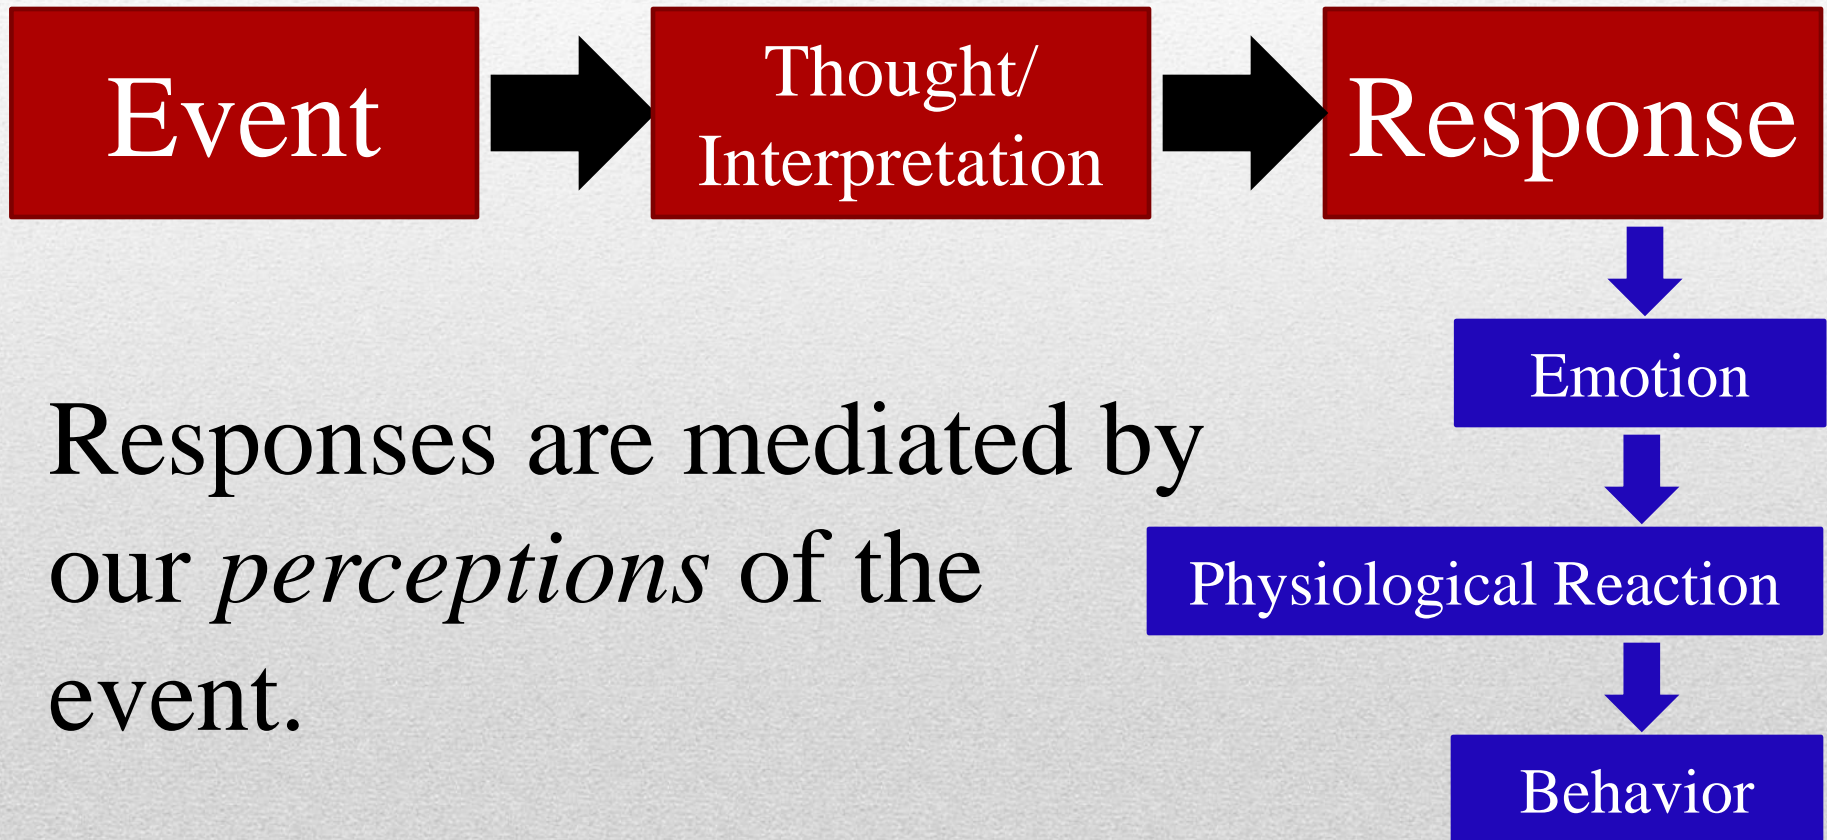 Event
Thought/
Interpretation
Response
Emotion
Responses are mediated by
our perceptions of the
event.
Physiological Reaction
Behavior